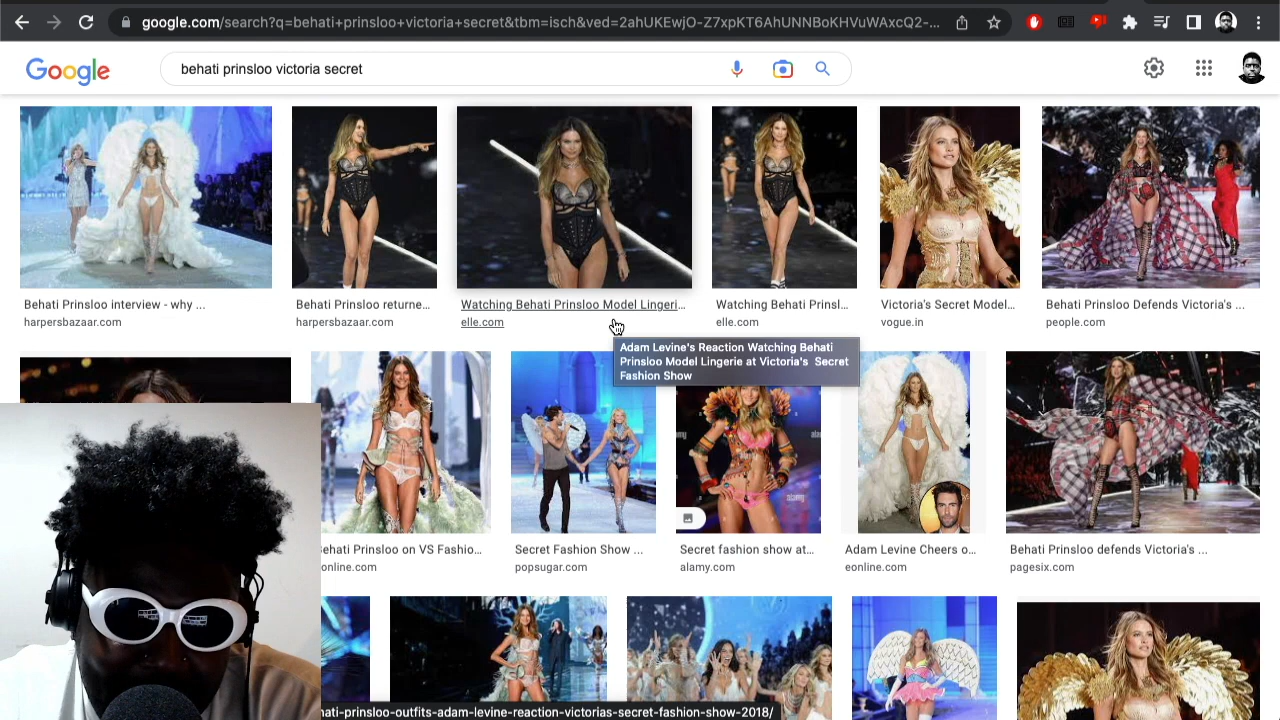 google.com/search?q=behati+prinsloo+victoria+secret&tbm=isch&ved=2ahUKEwjO-Z7xpKT6AhUNNBoKHVuWAxcQ2-...
Google
behati prinsloo victoria secret
Behati Prinsloo interview - why ...
harpersbazaar.com
Behati Prinsloo returne...
harpersbazaar.com
Watching Behati Prinsloo Model Lingeri...
elle.com
Watching Behati Prinsl...
elle.com
Victoria's Secret Model...
vogue.in
Behati Prinsloo Defends Victoria's ...
people.com
Adam Levine's Reaction Watching Behati
Prinsloo Model Lingerie at Victoria's Secret
Fashion Show
ehati Prinsloo on VS Fashio...
online.com
Secret Fashion Show ...
popsugar.com
alamy
alamy
Secret fashion show at...
alamy.com
Adam Levine Cheers o...
eonline.com
Behati Prinsloo defends Victoria's ...
pagesix.com
hati-prinsloo-outfits-adam-levine-reaction-victorias-secret-fashion-show-2018/